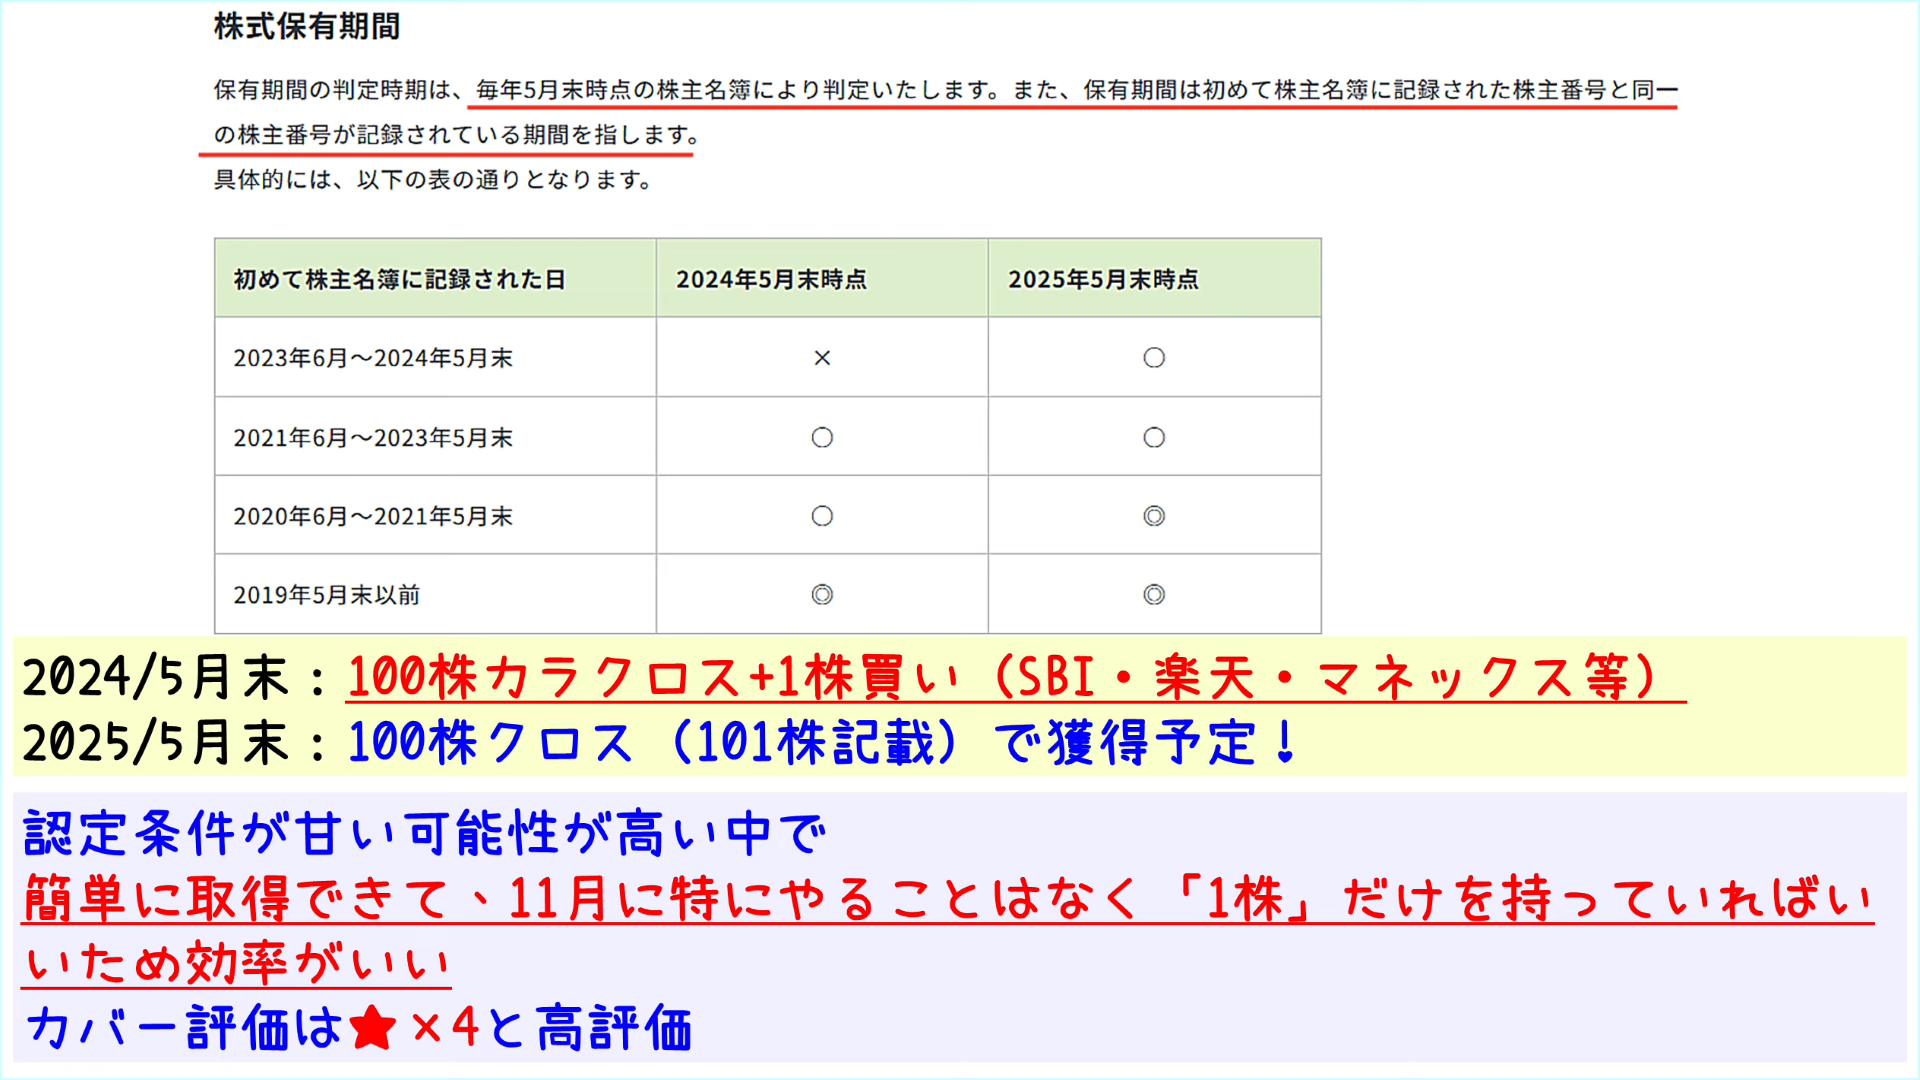 株式保有期間
保有期間の判定時期は、毎年5月末時点の株主名簿により判定いたします。また、保有期間は初めて株主名簿に記録された株主番号と同一
の株主番号が記録されている期間を指します。
具体的には、以下の表の通りとなります。
初めて株主名簿に記録された日 2024年5月末時点 2025年5月末時点
2023年6月～2024年5月末 × ○
2021年6月～2023年5月末 ○ ○
2020年6月～2021年5月末 ○ ◎
2019年5月末以前 ◎ ◎
2024/5月末：100株カラクロス+1株買い（SBI・楽天・マネックス等）
2025/5月末：100株クロス（101株記載）で獲得予定！
認定条件が甘い可能性が高い中で
簡単に取得できて、11月に特にやることはなく「1株」だけを持っていればい
いため効率がいい
カバー評価は★×4と高評価